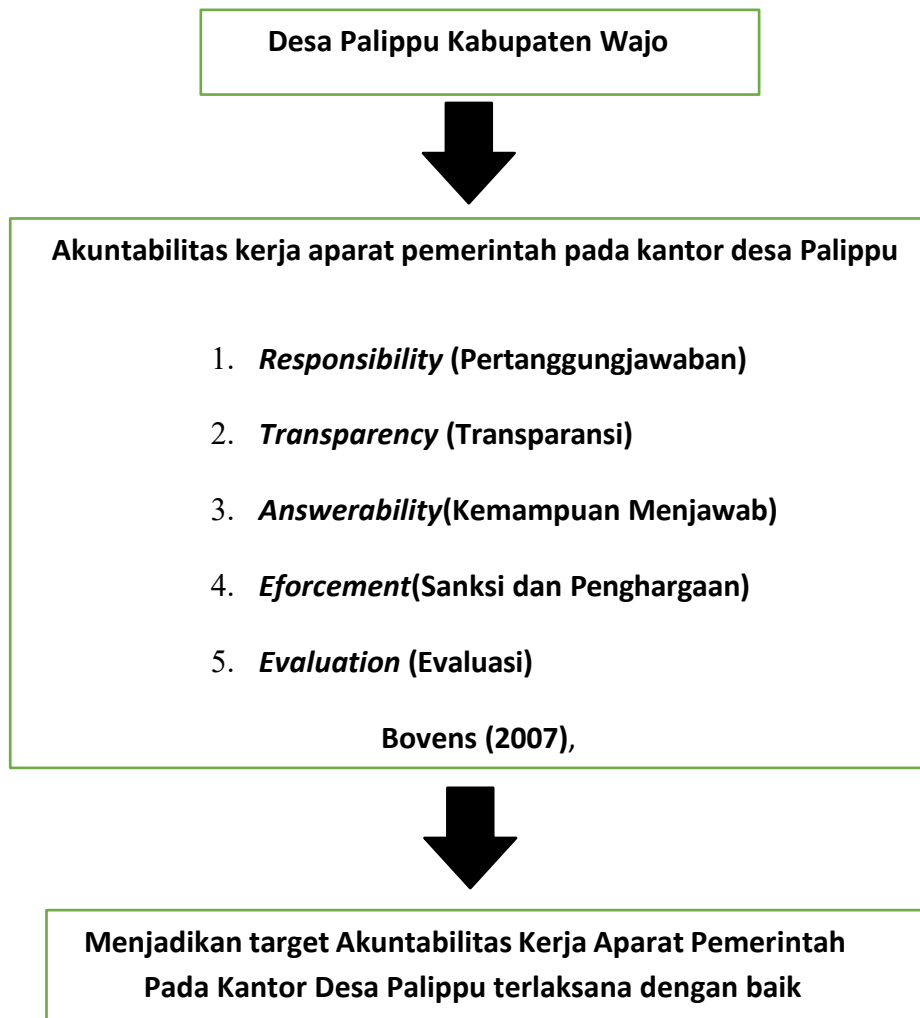 Desa Palippu Kabupaten Wajo
Akuntabilitas kerja aparat pemerintah pada kantor desa Palippu
1. Responsibility (Pertanggungjawaban)
2. Transparency (Transparansi)
3. Answerability(Kemampuan Menjawab)
4. Eforcement(Sanksi dan Penghargaan)
5. Evaluation (Evaluasi)
Bovens (2007),
Menjadikan target Akuntabilitas Kerja Aparat Pemerintah
Pada Kantor Desa Palippu terlaksana dengan baik